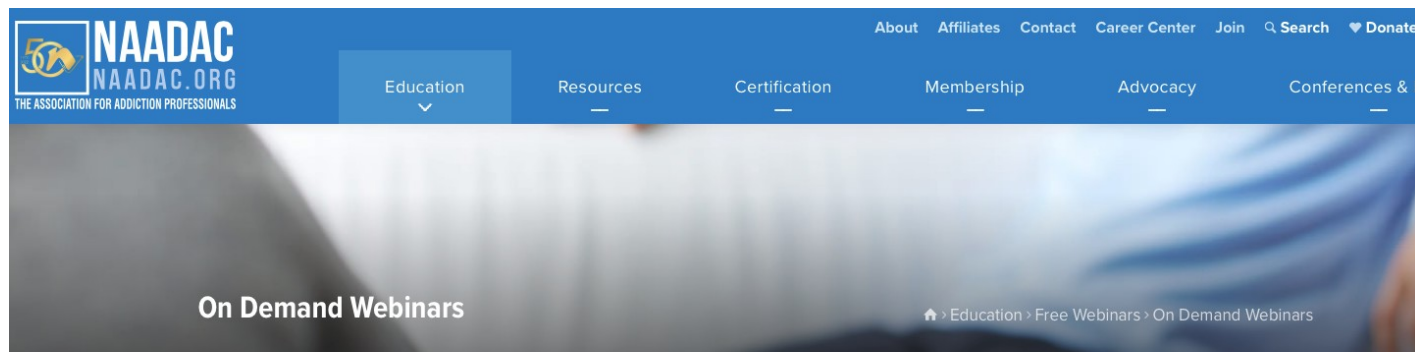 50
NAADAC
NAADAC.ORG
THE ASSOCIATION FOR ADDICTION PROFESSIONALS
About Affiliates Contact Career Center Join Search Donate
Education Resources Certification Membership Advocacy Conferences &
On Demand Webinars
› Education › Free Webinars › On Demand Webinars